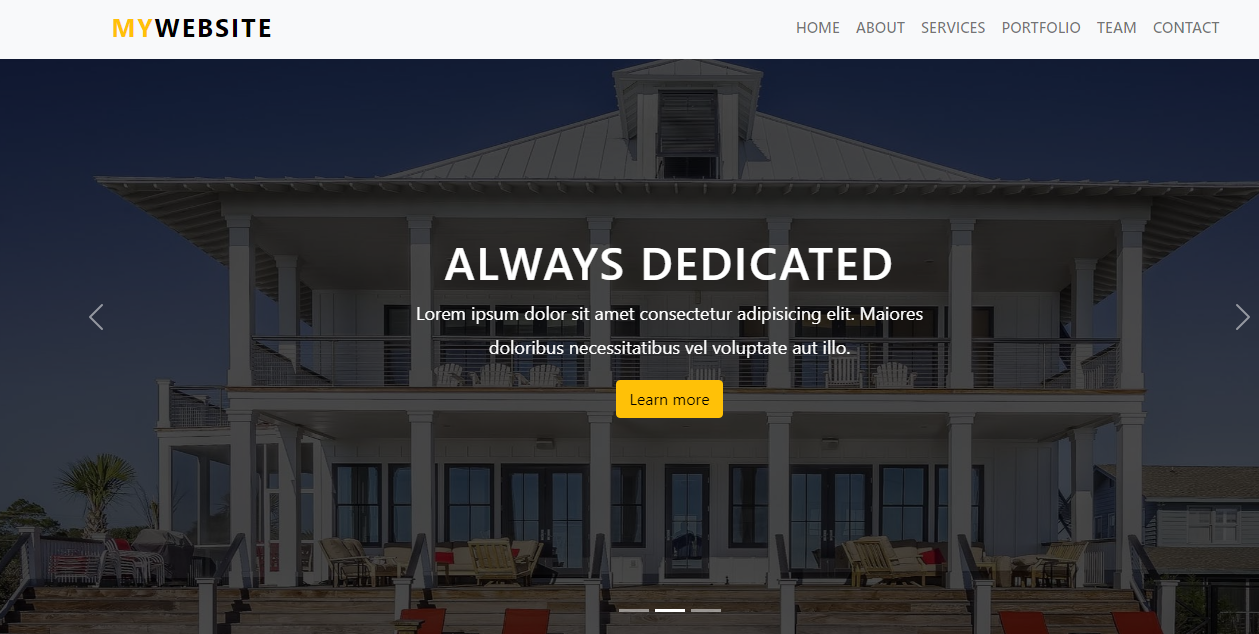 MYWEBSITE
HOME ABOUT SERVICES PORTFOLIO TEAM CONTACT
ALWAYS DEDICATED
Lorem ipsum dolor sit amet consectetur adipisicing elit. Maiores
doloribus necessitatibus vel voluptate aut illo.
Learn more